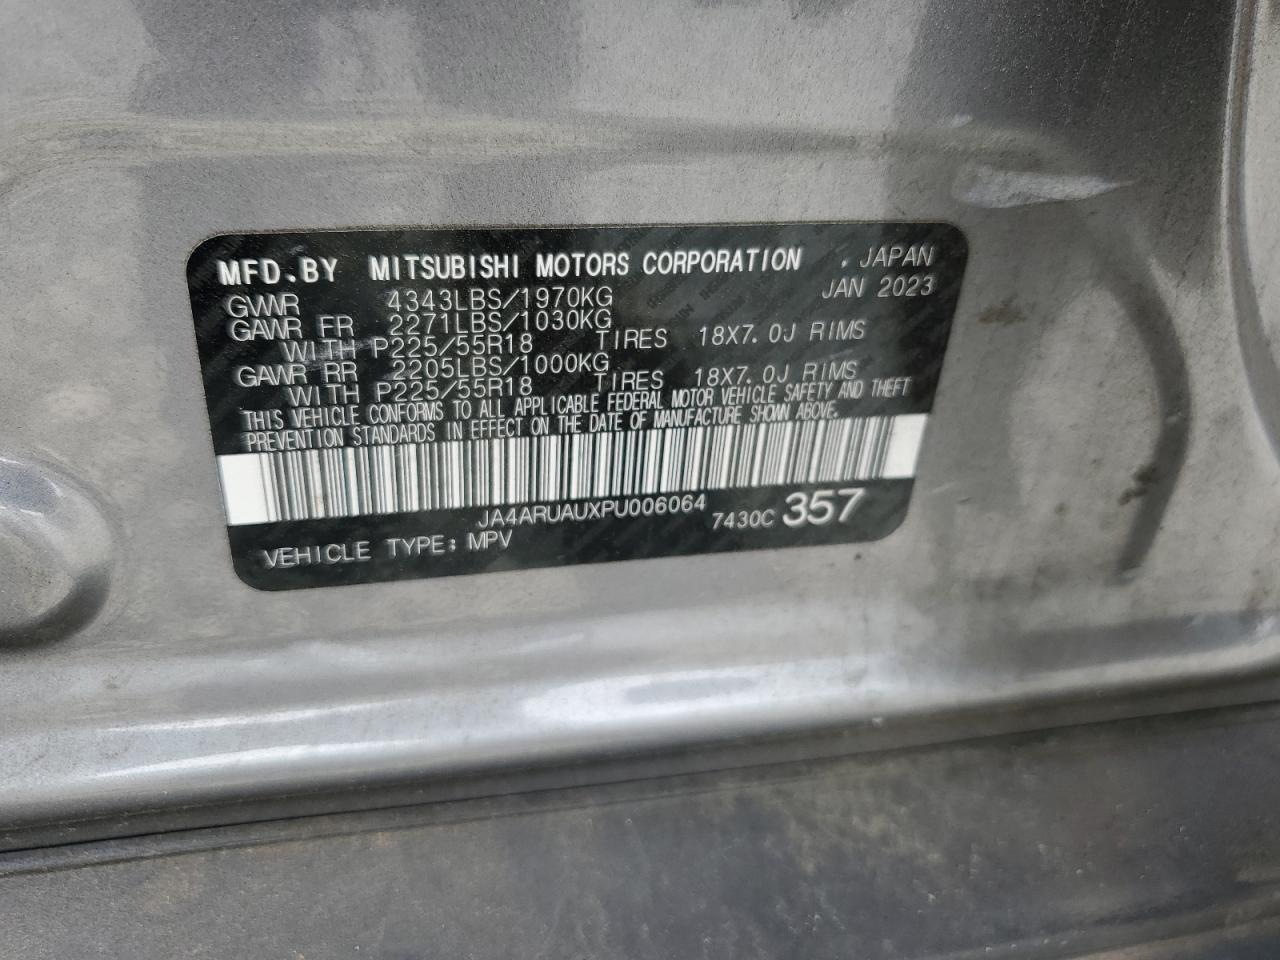 MFD.BY MITSUBISHI MOTORS CORPORATION , JAPAN
JAN 2023
GVWR 4343LBS/1970KG
GAWR FR 2271LBS/1030KG
WITH P225/55R18 TIRES 18X7.0J RIMS
GAWR RR 2205LBS/1000KG
WITH P225/55R18 TIRES 18X7.0J RIMS
THIS VEHICLE CONFORMS TO ALL APPLICABLE FEDERAL MOTOR VEHICLE SAFETY AND THEFT
PREVENTION STANDARDS IN EFFECT ON THE DATE OF MANUFACTURE SHOWN ABOVE.
JA4ARUAUXPU006064 7430C 357
VEHICLE TYPE: MPV